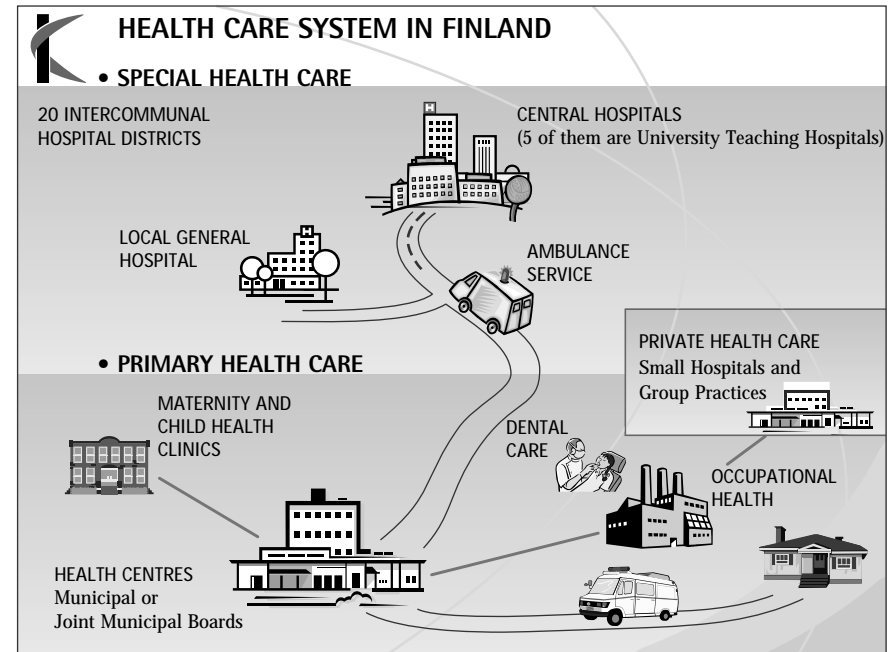 HEALTH CARE SYSTEM IN FINLAND
• SPECIAL HEALTH CARE
20 INTERCOMMUNAL
HOSPITAL DISTRICTS
CENTRAL HOSPITALS
(5 of them are University Teaching Hospitals)
H
LOCAL GENERAL
HOSPITAL
H
AMBULANCE
SERVICE
• PRIMARY HEALTH CARE
PRIVATE HEALTH CARE
Small Hospitals and
Group Practices
MATERNITY AND
CHILD HEALTH
CLINICS
DENTAL
CARE
OCCUPATIONAL
HEALTH
HEALTH CENTRES
Municipal or
Joint Municipal Boards